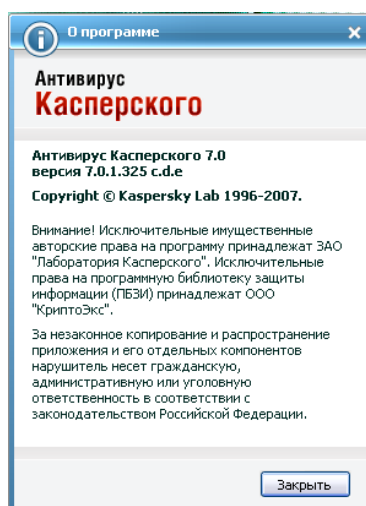 О программе
Антивирус
Касперского
Антивирус Касперского 7.0
версия 7.0.1.325 c.d.e
Copyright © Kaspersky Lab 1996-2007.
Внимание! Исключительные имущественные
авторские права на программу принадлежат ЗАО
"Лаборатория Касперского". Исключительные
права на программную библиотеку защиты
информации (ПБЗИ) принадлежат ООО
"КриптоЭкс".
За незаконное копирование и распространение
приложения и его отдельных компонентов
нарушитель несет гражданскую,
административную или уголовную
ответственность в соответствии с
законодательством Российской Федерации.
Закрыть